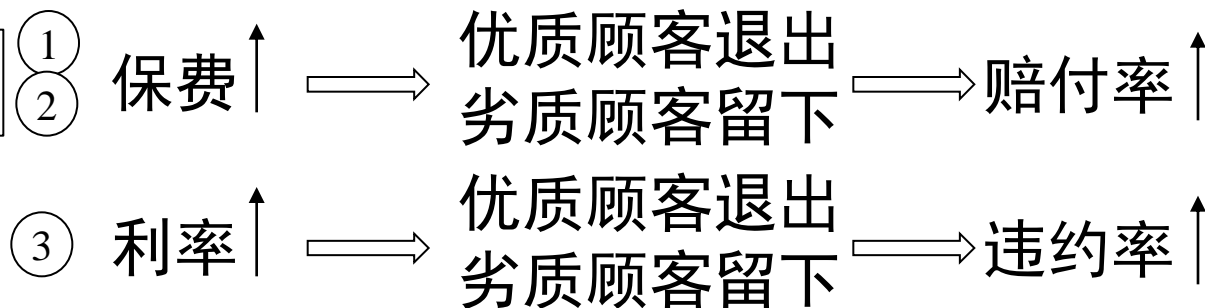 ① 保费↑ ⇒ 优质顾客退出 ⇒ 赔付率↑
② 劣质顾客留下
③ 利率↑ ⇒ 优质顾客退出 ⇒ 违约率↑
劣质顾客留下